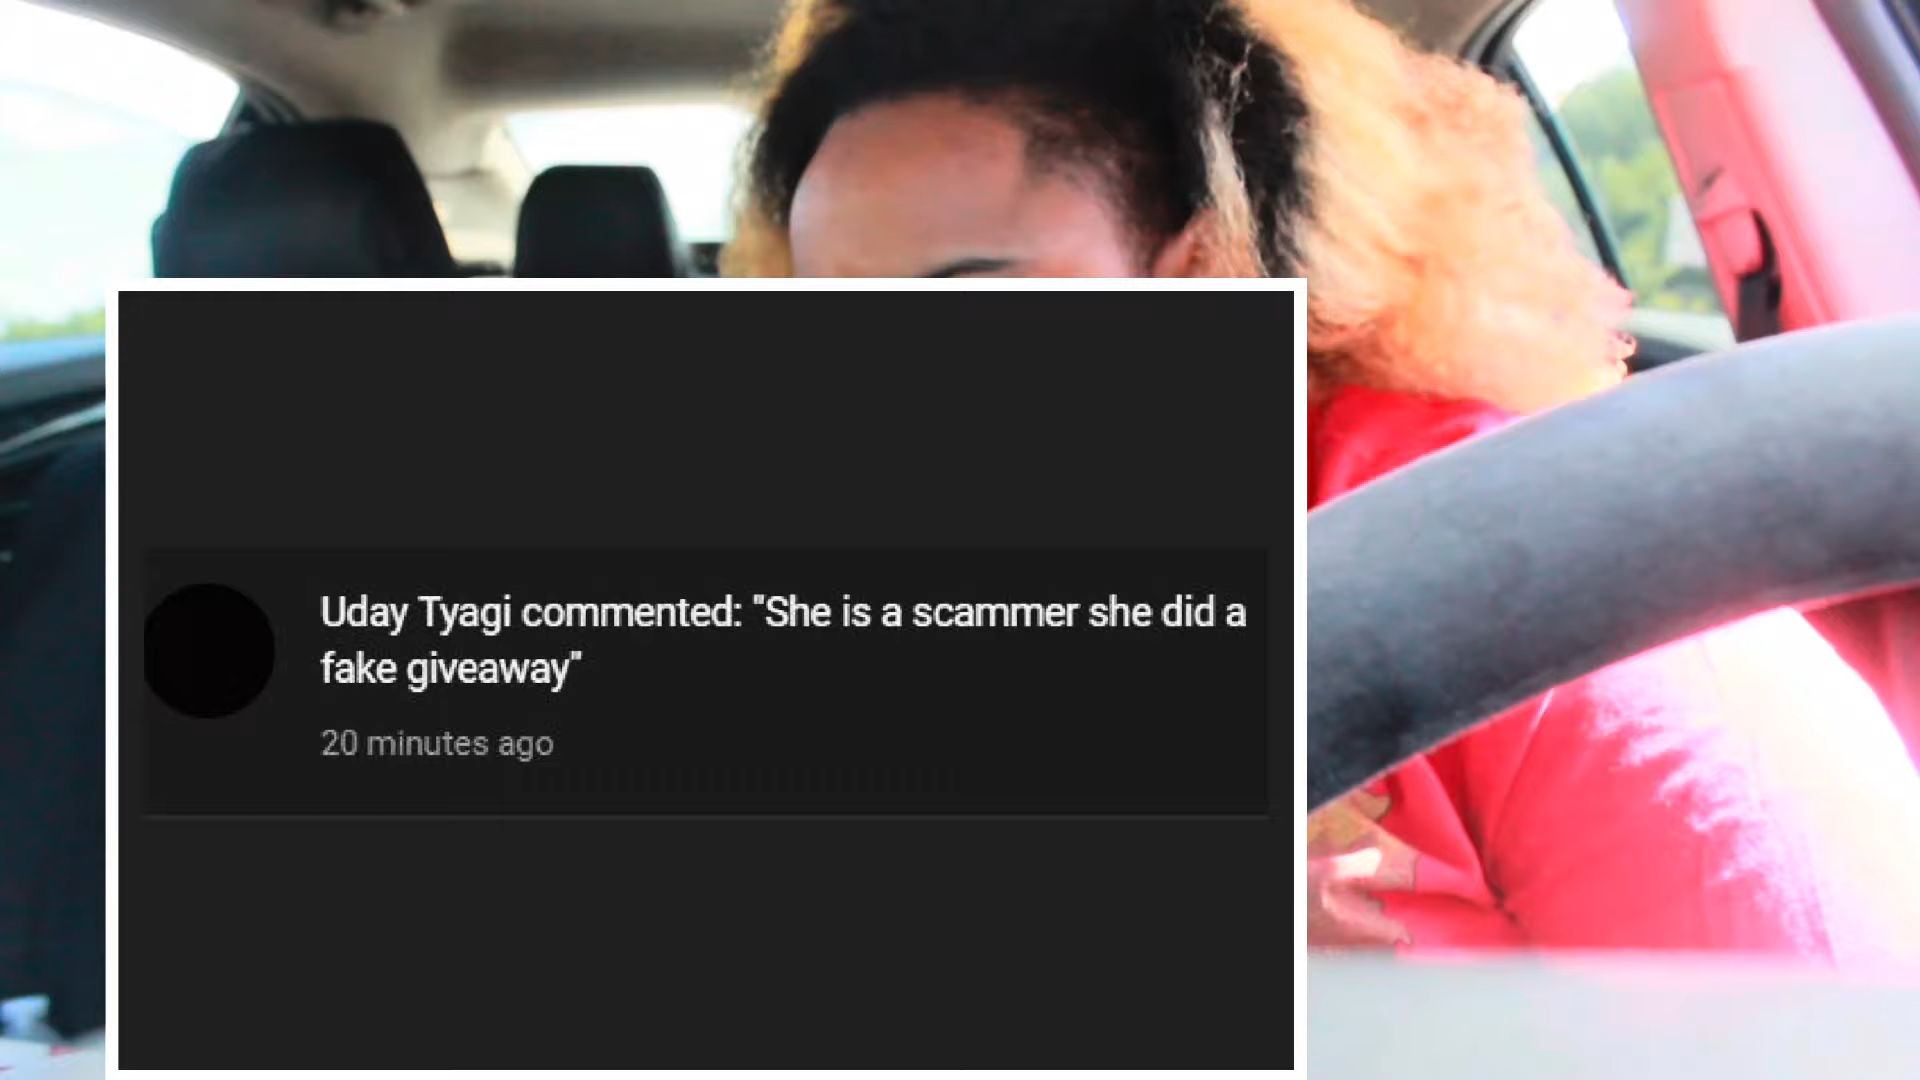 Uday Tyagi commented: "She is a scammer she did a
fake giveaway"
20 minutes ago